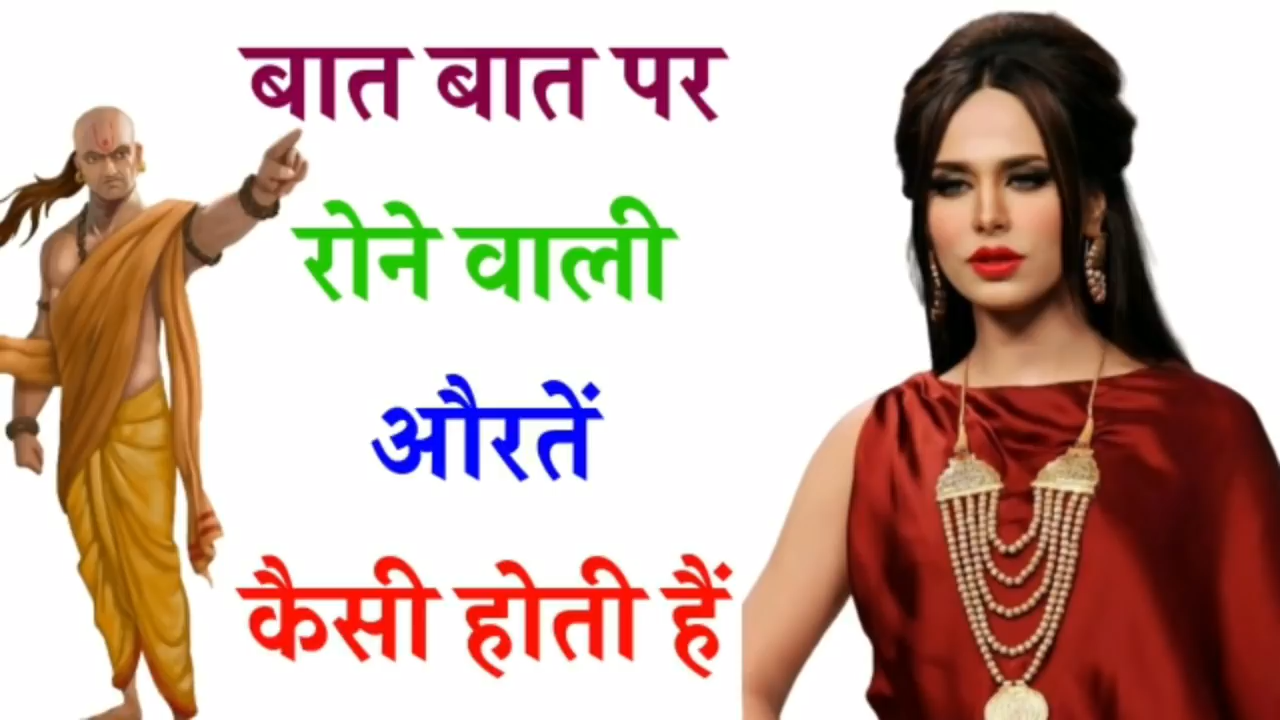 बात बात पर
रोने वाली
औरतें
कैसी होती हैं